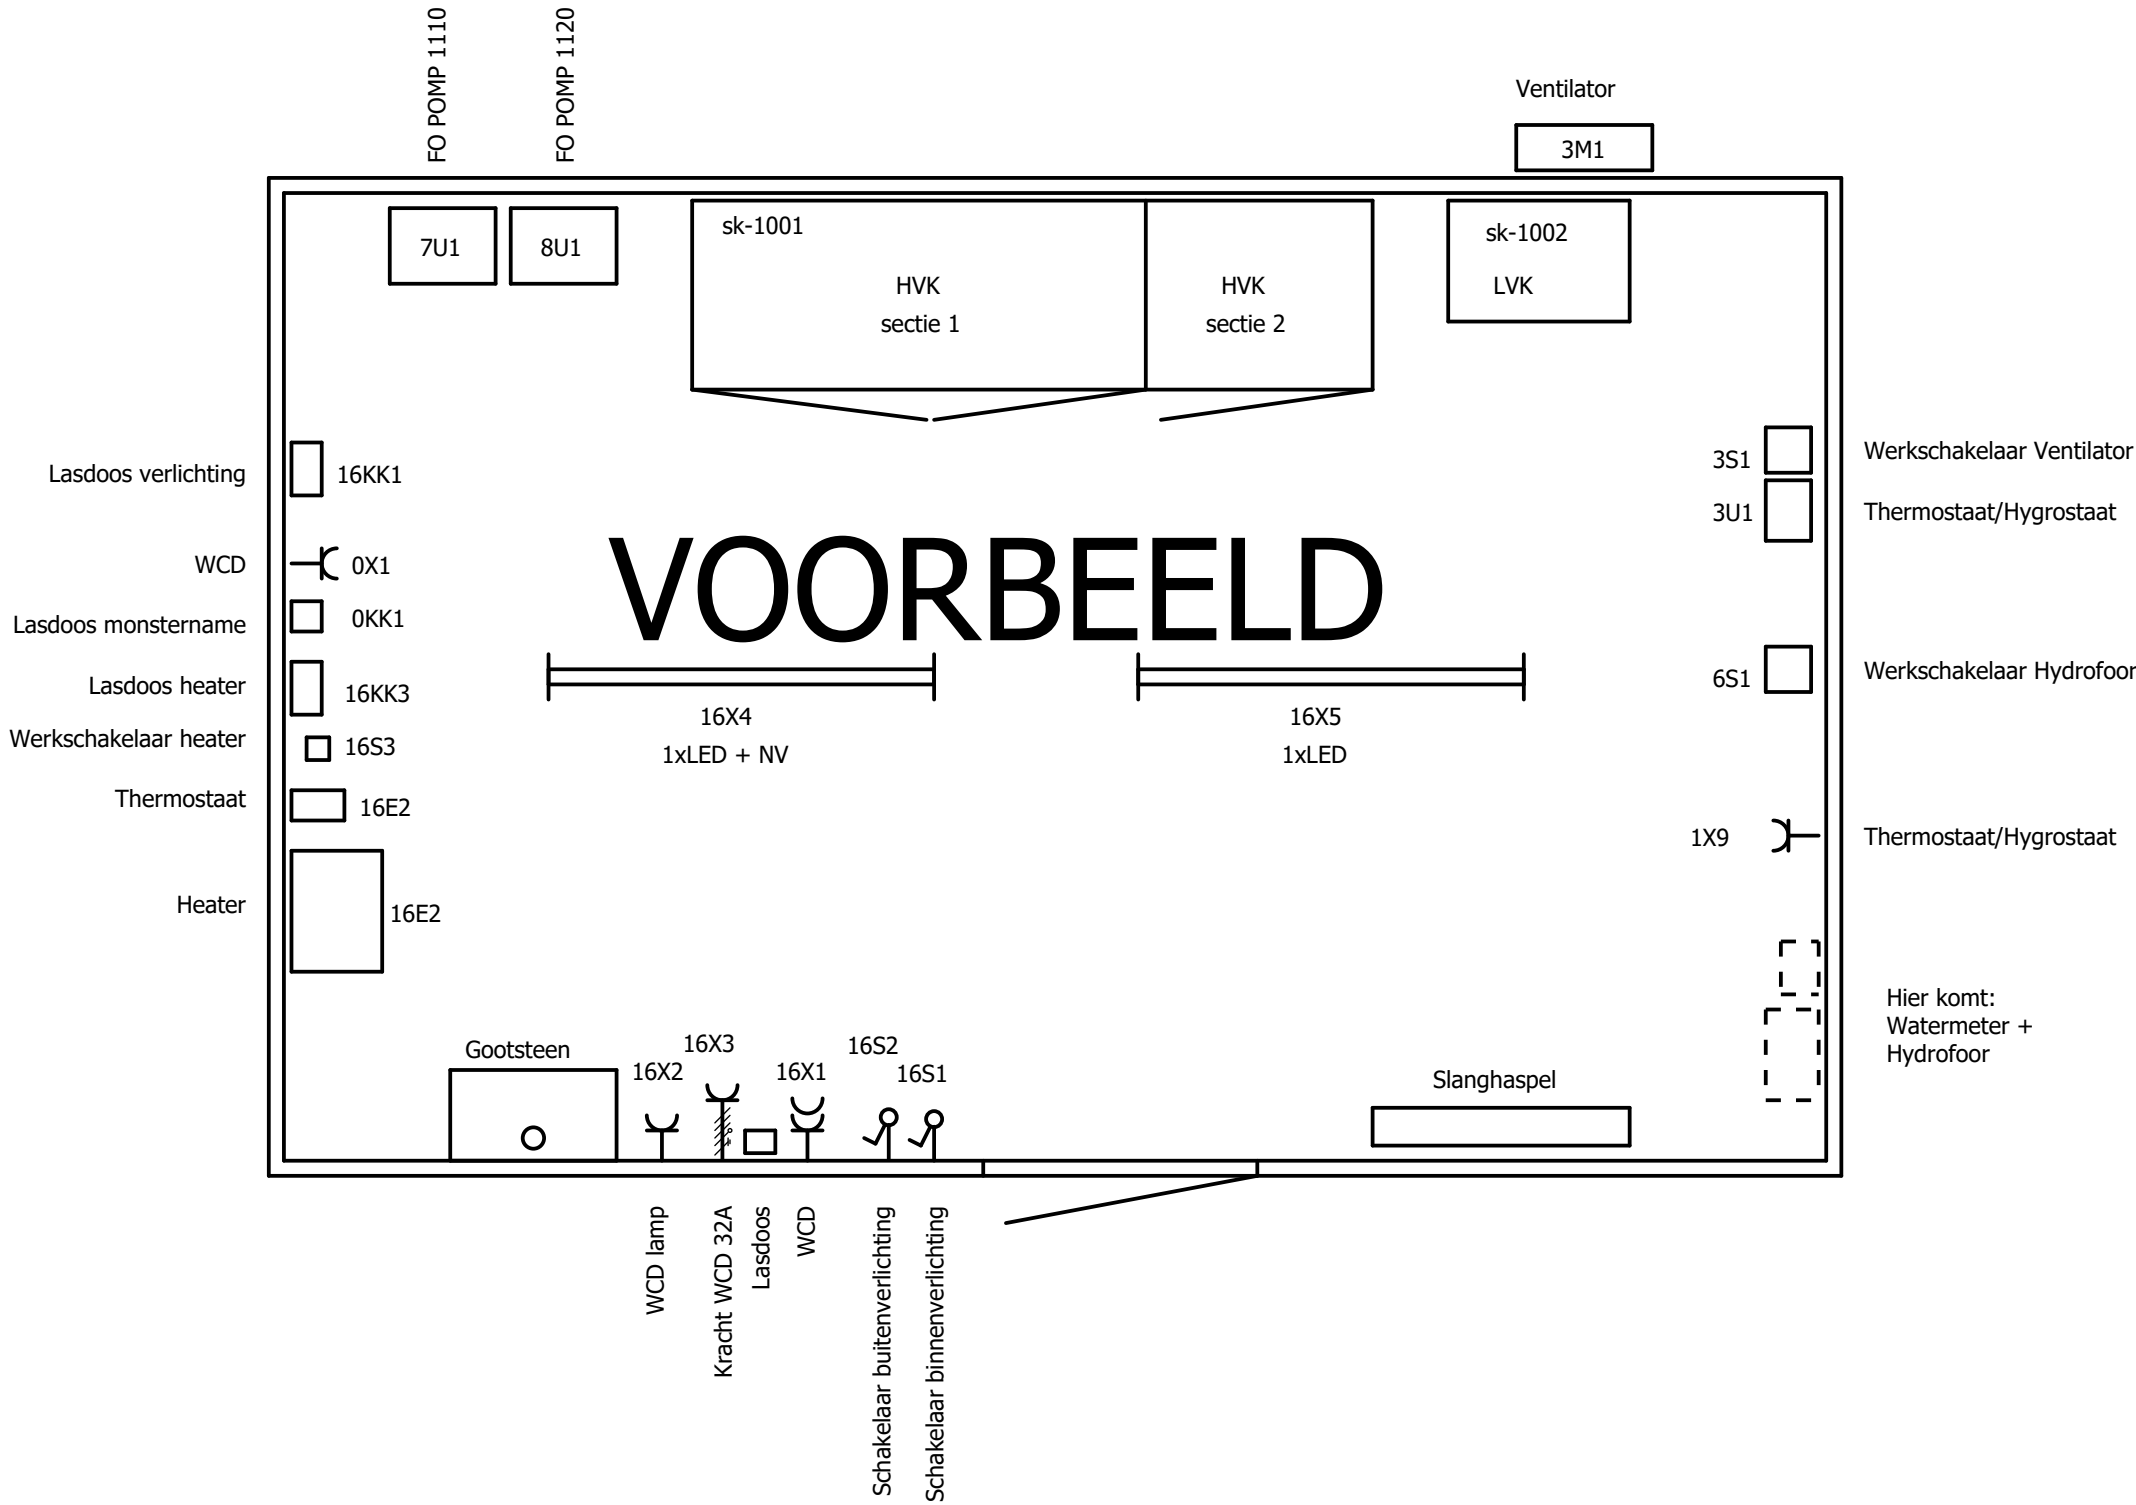 FO POMP 1110
FO POMP 1120
Ventilator
3M1
7U1
8U1
sk-1001
HVK
sectie 1
HVK
sectie 2
sk-1002
LVK
Lasdoos verlichting
16KK1
WCD
0X1
Lasdoos monstername
0KK1
Lasdoos heater
16KK3
Werkschakelaar heater
16S3
Thermostaat
16E2
Heater
16E2
VOORBEELD
16X4
1xLED + NV
16X5
1xLED
3S1
Werkschakelaar Ventilator
3U1
Thermostaat/Hygrostaat
6S1
Werkschakelaar Hydrofoor
1X9
Thermostaat/Hygrostaat
Hier komt:
Watermeter +
Hydrofoor
Gootsteen
16X2
16X3
16X1
16S2
16S1
Slanghaspel
WCD lamp
Kracht WCD 32A
Lasdoos
WCD
Schakelaar buitenverlichting
Schakelaar binnenverlichting